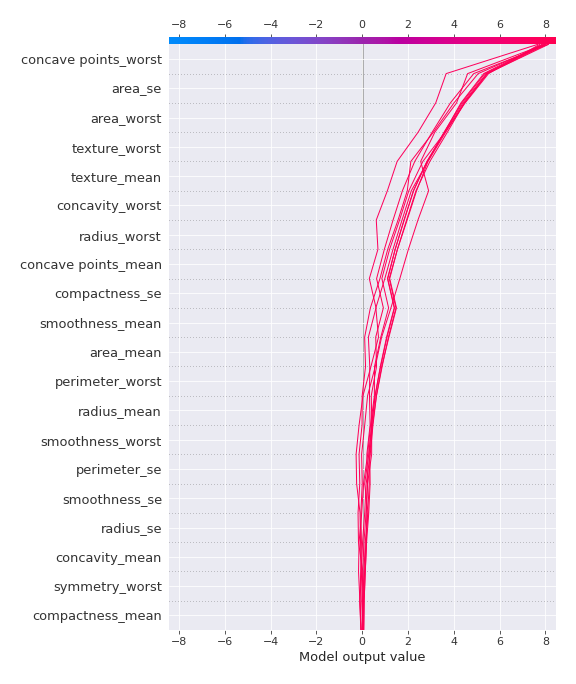 −8 −6 −4 −2 0 2 4 6 8
concave points_worst
area_se
area_worst
texture_worst
texture_mean
concavity_worst
radius_worst
concave points_mean
compactness_se
smoothness_mean
area_mean
perimeter_worst
radius_mean
smoothness_worst
perimeter_se
smoothness_se
radius_se
concavity_mean
symmetry_worst
compactness_mean
−8 −6 −4 −2 0 2 4 6 8
Model output value